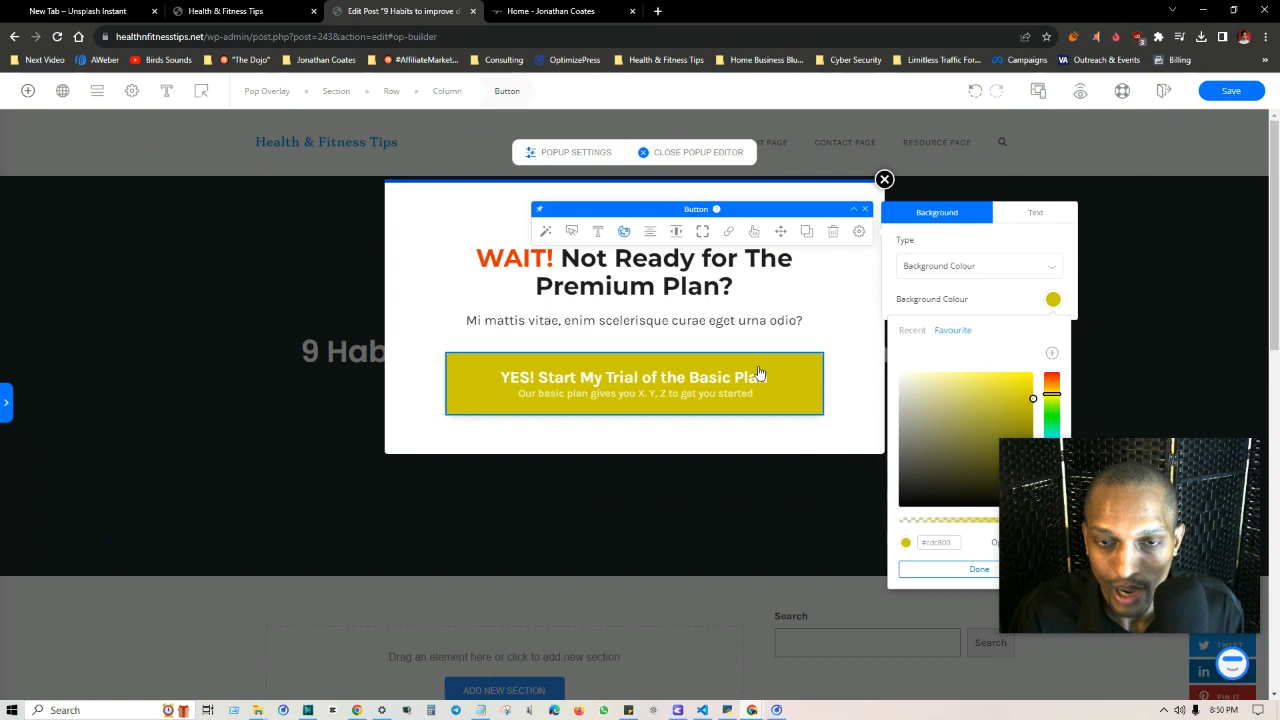 New Tab – Unsplash Instant
Health & Fitness Tips
Edit Post "9 Habits to improve d
Home - Jonathan Coates
healthnfitnesstips.net/wp-admin/post.php?post=243&action=edit#op-builder
Next Video
AWeber
Birds Sounds
"The Dojo"
Jonathan Coates
#AffiliateMarket...
Consulting
OptimizePress
Health & Fitness Tips
Home Business Blu...
Cyber Security
Limitless Traffic For...
Campaigns
Outreach & Events
Billing
Pop Overlay » Section » Row » Column Button
Save
Health & Fitness Tips
T PAGE
CONTACT PAGE
RESOURCE PAGE
POPUP SETTINGS
CLOSE POPUP EDITOR
Button
WAIT! Not Ready for The
Premium Plan?
Mi mattis vitae, enim scelerisque curae eget urna odio?
YES! Start My Trial of the Basic Plan
Our basic plan gives you X, Y, Z to get you started
9 Hab
Background
Text
Type
Background Colour
Background Colour
Recent
Favourite
#cdc800
Op
Done
Search
Search
Drag an element here or click to add new section
ADD NEW SECTION
TWEET
PIN IT
Search
8:50 PM